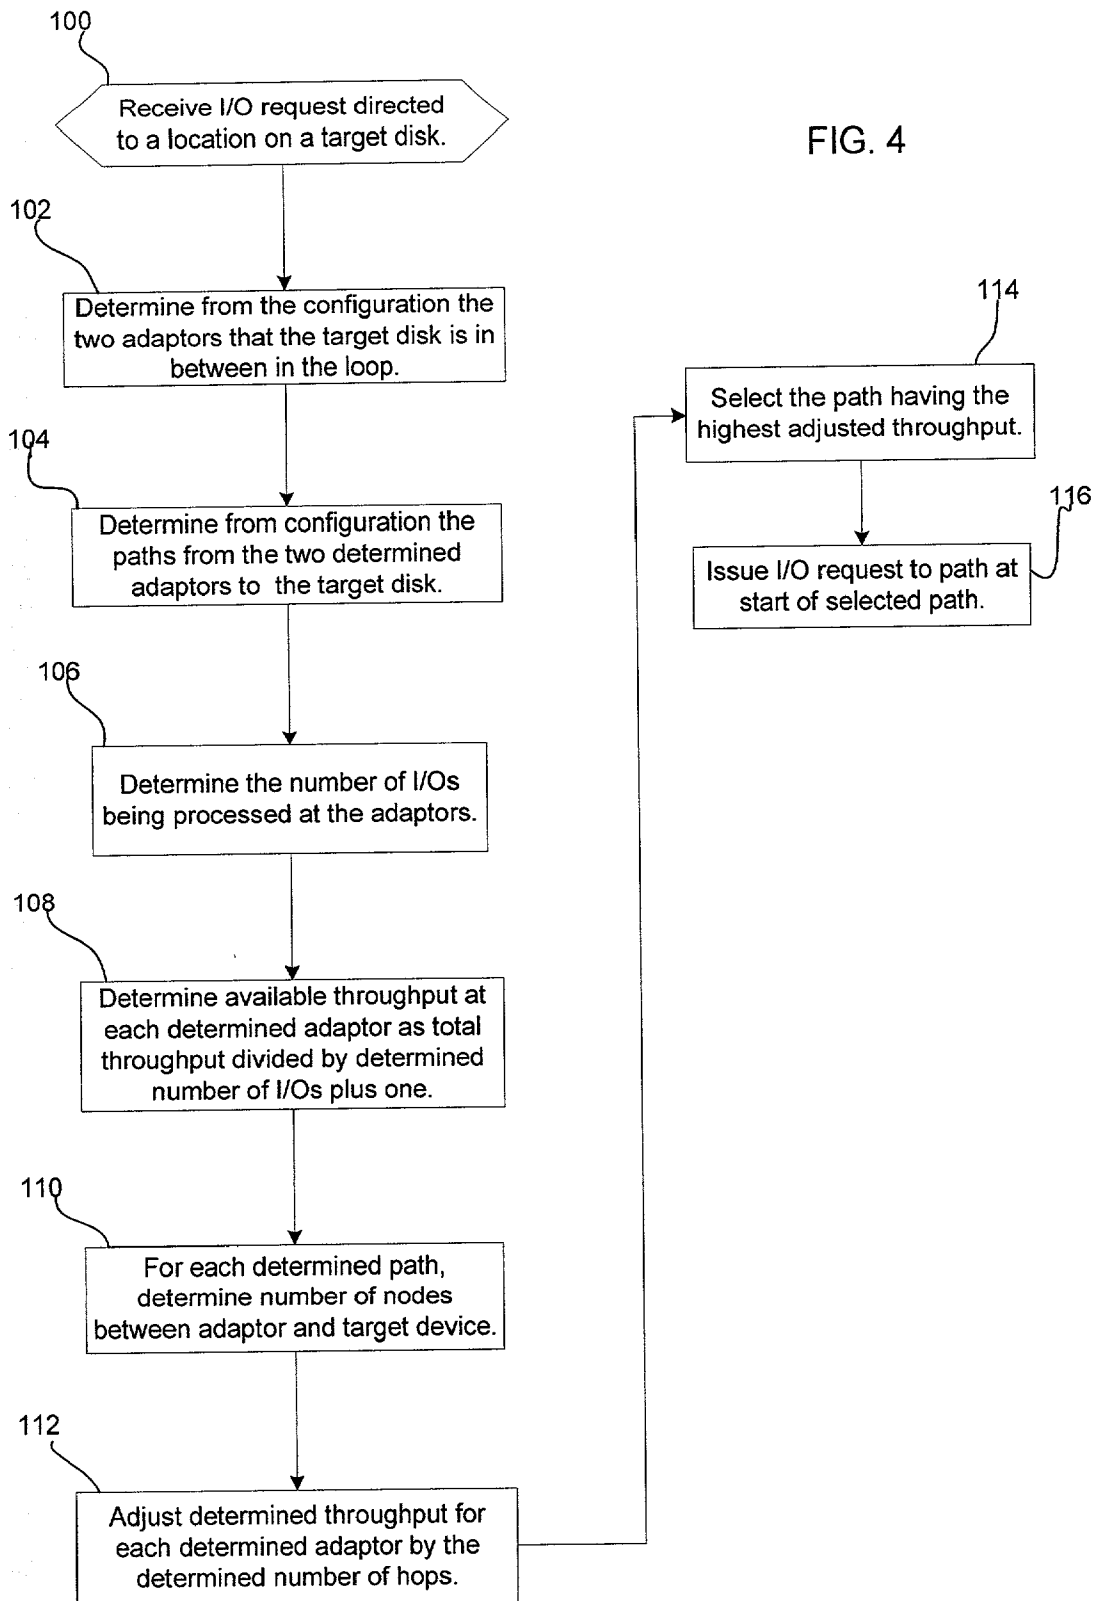 100
Receive I/O request directed
to a location on a target disk.
FIG. 4
102
Determine from the configuration the
two adaptors that the target disk is in
between in the loop.
104
Determine from configuration the
paths from the two determined
adaptors to the target disk.
106
Determine the number of I/Os
being processed at the adaptors.
108
Determine available throughput at
each determined adaptor as total
throughput divided by determined
number of I/Os plus one.
110
For each determined path,
determine number of nodes
between adaptor and target device.
112
Adjust determined throughput for
each determined adaptor by the
determined number of hops.
114
Select the path having the
highest adjusted throughput.
116
Issue I/O request to path at
start of selected path.